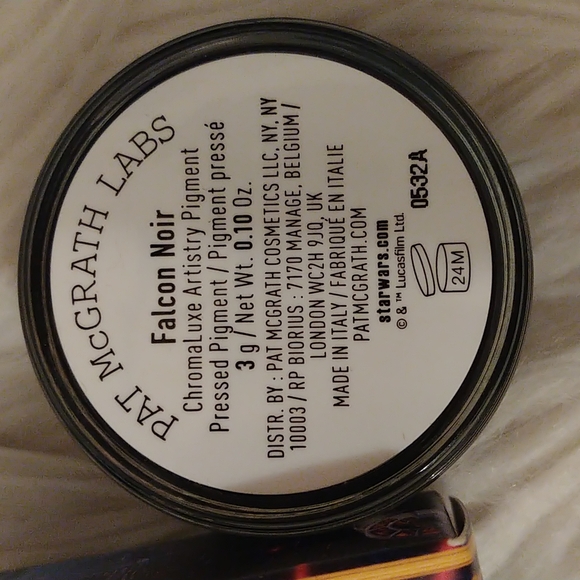 PAT McGRATH LABS
Falcon Noir
ChromaLuxe Artistry Pigment
Pressed Pigment / Pigment pressé
3 g / Net Wt. 0.10 Oz.
DISTR. BY : PAT MCGRATH COSMETICS LLC, NY, NY
10003 / RP BIORIUS : 7170 MANAGE, BELGIUM /
LONDON WC2H 9JQ, UK
MADE IN ITALY / FABRIQUÉ EN ITALIE
PATMCGRATH.COM
starwars.com
© & ™ Lucasfilm Ltd.
24M
0532A